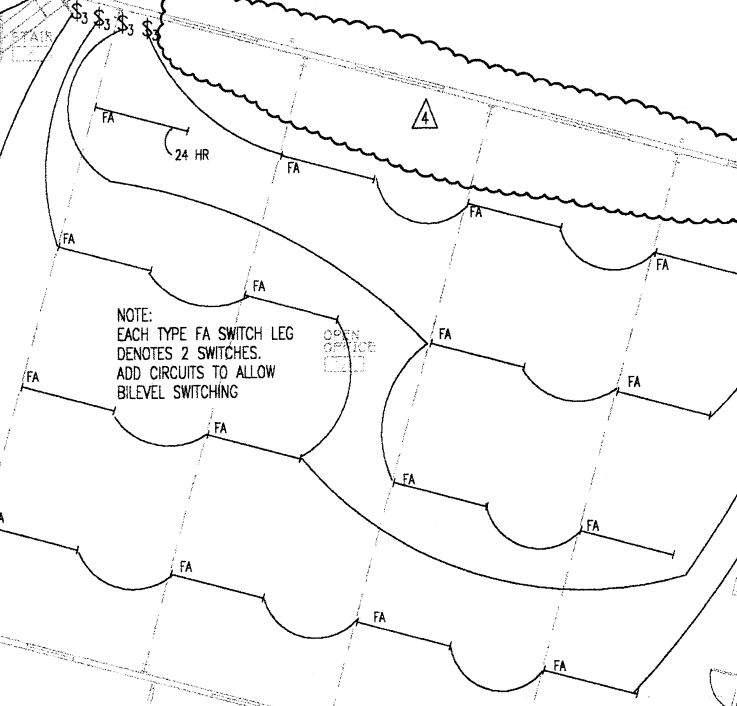 $3 $3 $3 $3
STAIR
4
FA
24 HR
FA
FA
FA
FA
FA
NOTE:
EACH TYPE FA SWITCH LEG
DENOTES 2 SWITCHES.
ADD CIRCUITS TO ALLOW
BILEVEL SWITCHING
OPEN
OFFICE
FA
FA
FA
FA
FA
FA
FA
FA
FA